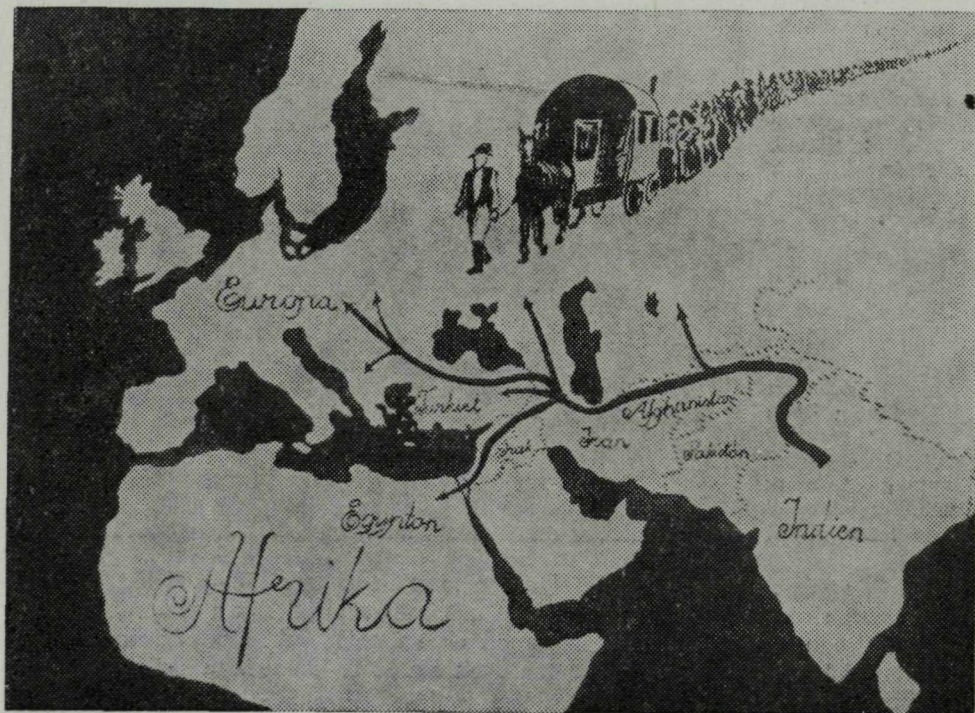 Europa
Turkiet
Afghanistan
Irak
Iran
Pakistan
Egypten
Indien
Afrika